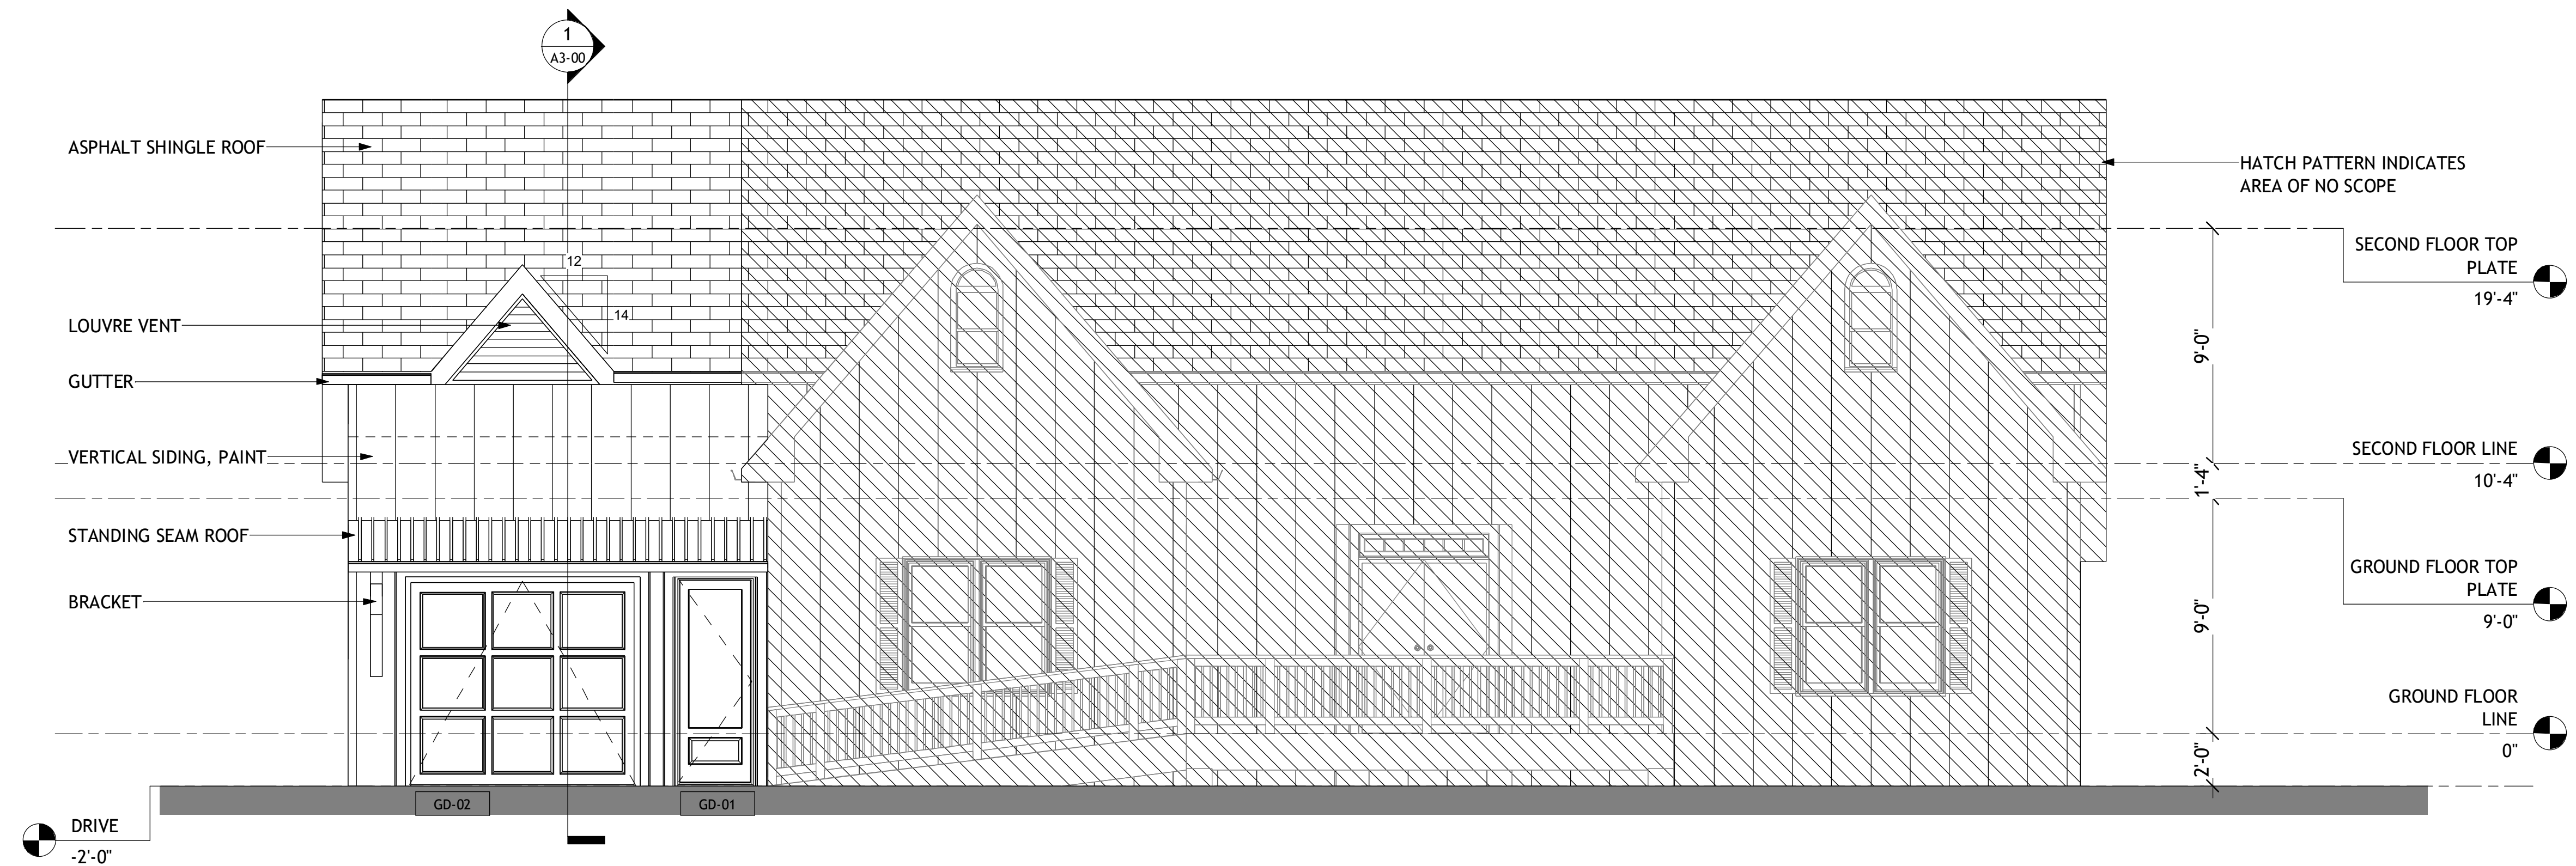 1
A3-00
ASPHALT SHINGLE ROOF
HATCH PATTERN INDICATES
AREA OF NO SCOPE
SECOND FLOOR TOP
PLATE
19'-4"
12
14
LOUVRE VENT
9'-0"
GUTTER
VERTICAL SIDING, PAINT
SECOND FLOOR LINE
10'-4"
1'-4"
STANDING SEAM ROOF
GROUND FLOOR TOP
PLATE
9'-0"
BRACKET
9'-0"
GROUND FLOOR
LINE
0"
2'-0"
GD-02
GD-01
DRIVE
-2'-0"